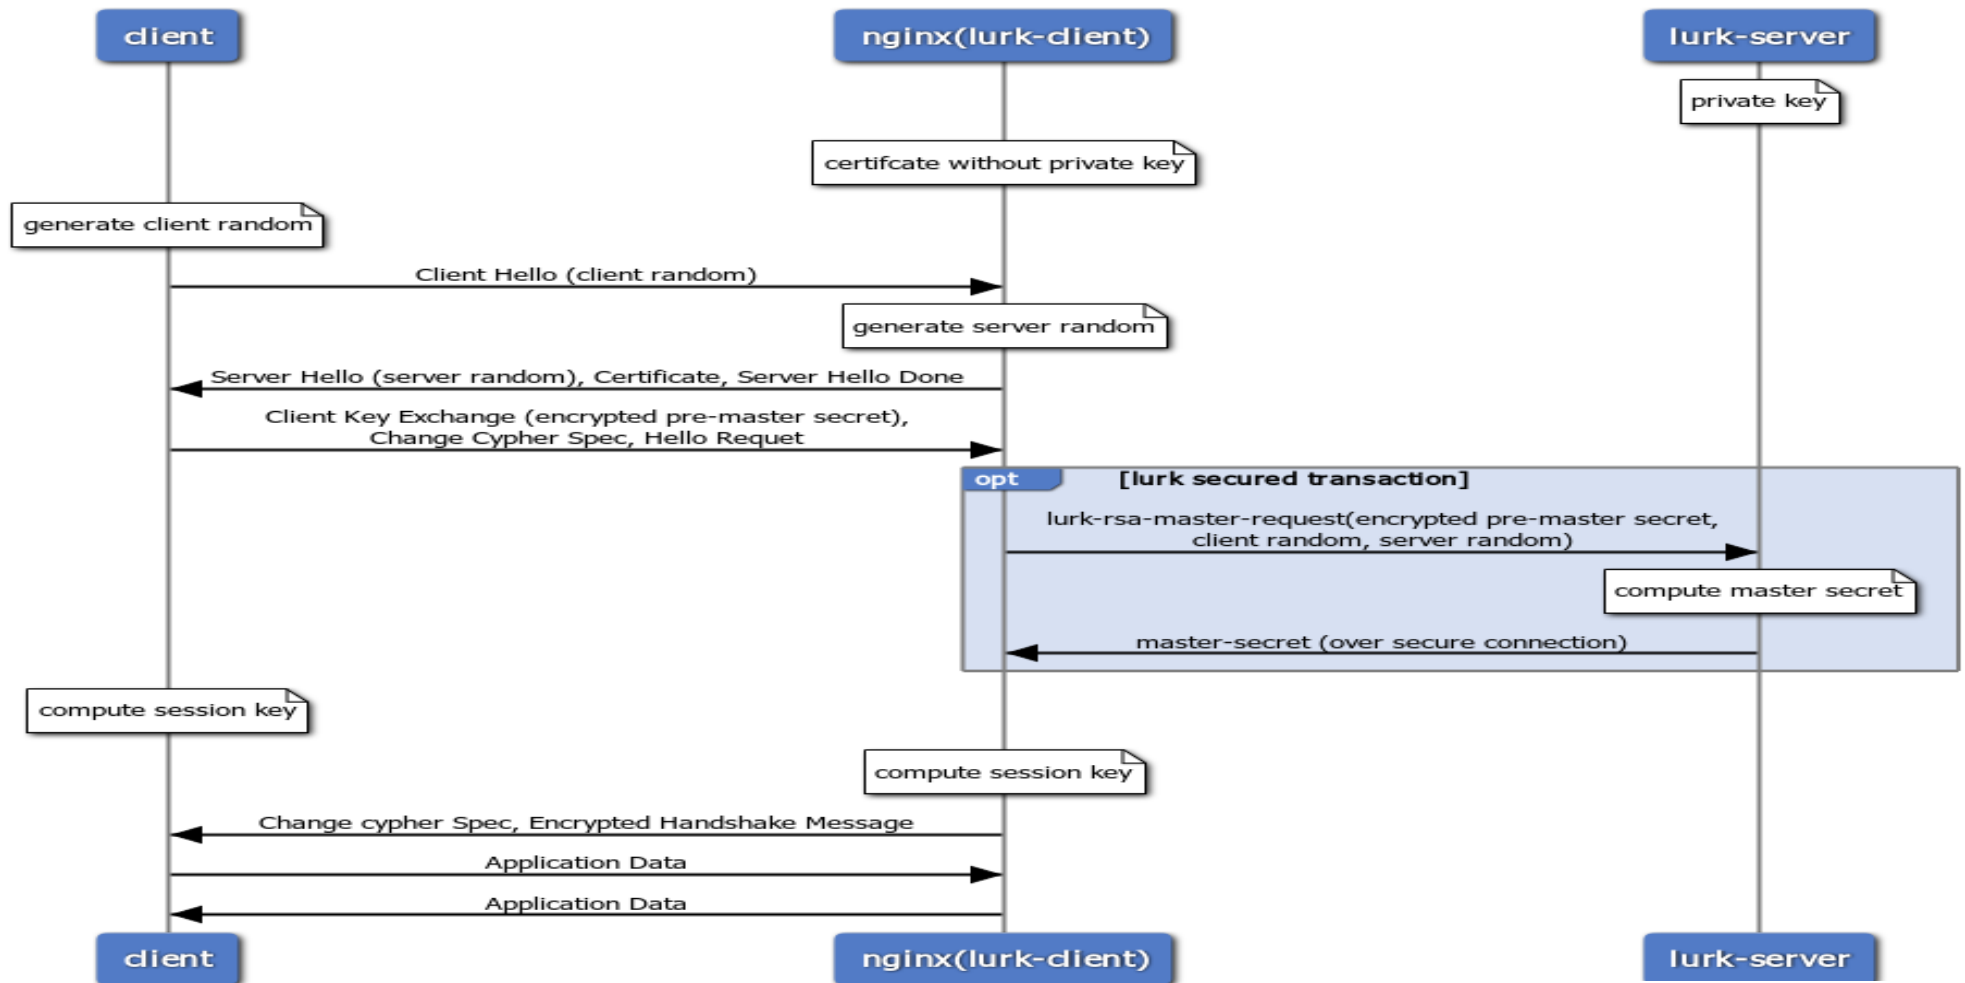 client
nginx(lurk-client)
lurk-server
private key
certifcate without private key
generate client random
Client Hello (client random)
generate server random
Server Hello (server random), Certificate, Server Hello Done
Client Key Exchange (encrypted pre-master secret),
Change Cypher Spec, Hello Requet
opt
[lurk secured transaction]
lurk-rsa-master-request(encrypted pre-master secret,
client random, server random)
compute master secret
master-secret (over secure connection)
compute session key
compute session key
Change cypher Spec, Encrypted Handshake Message
Application Data
Application Data
client
nginx(lurk-client)
lurk-server